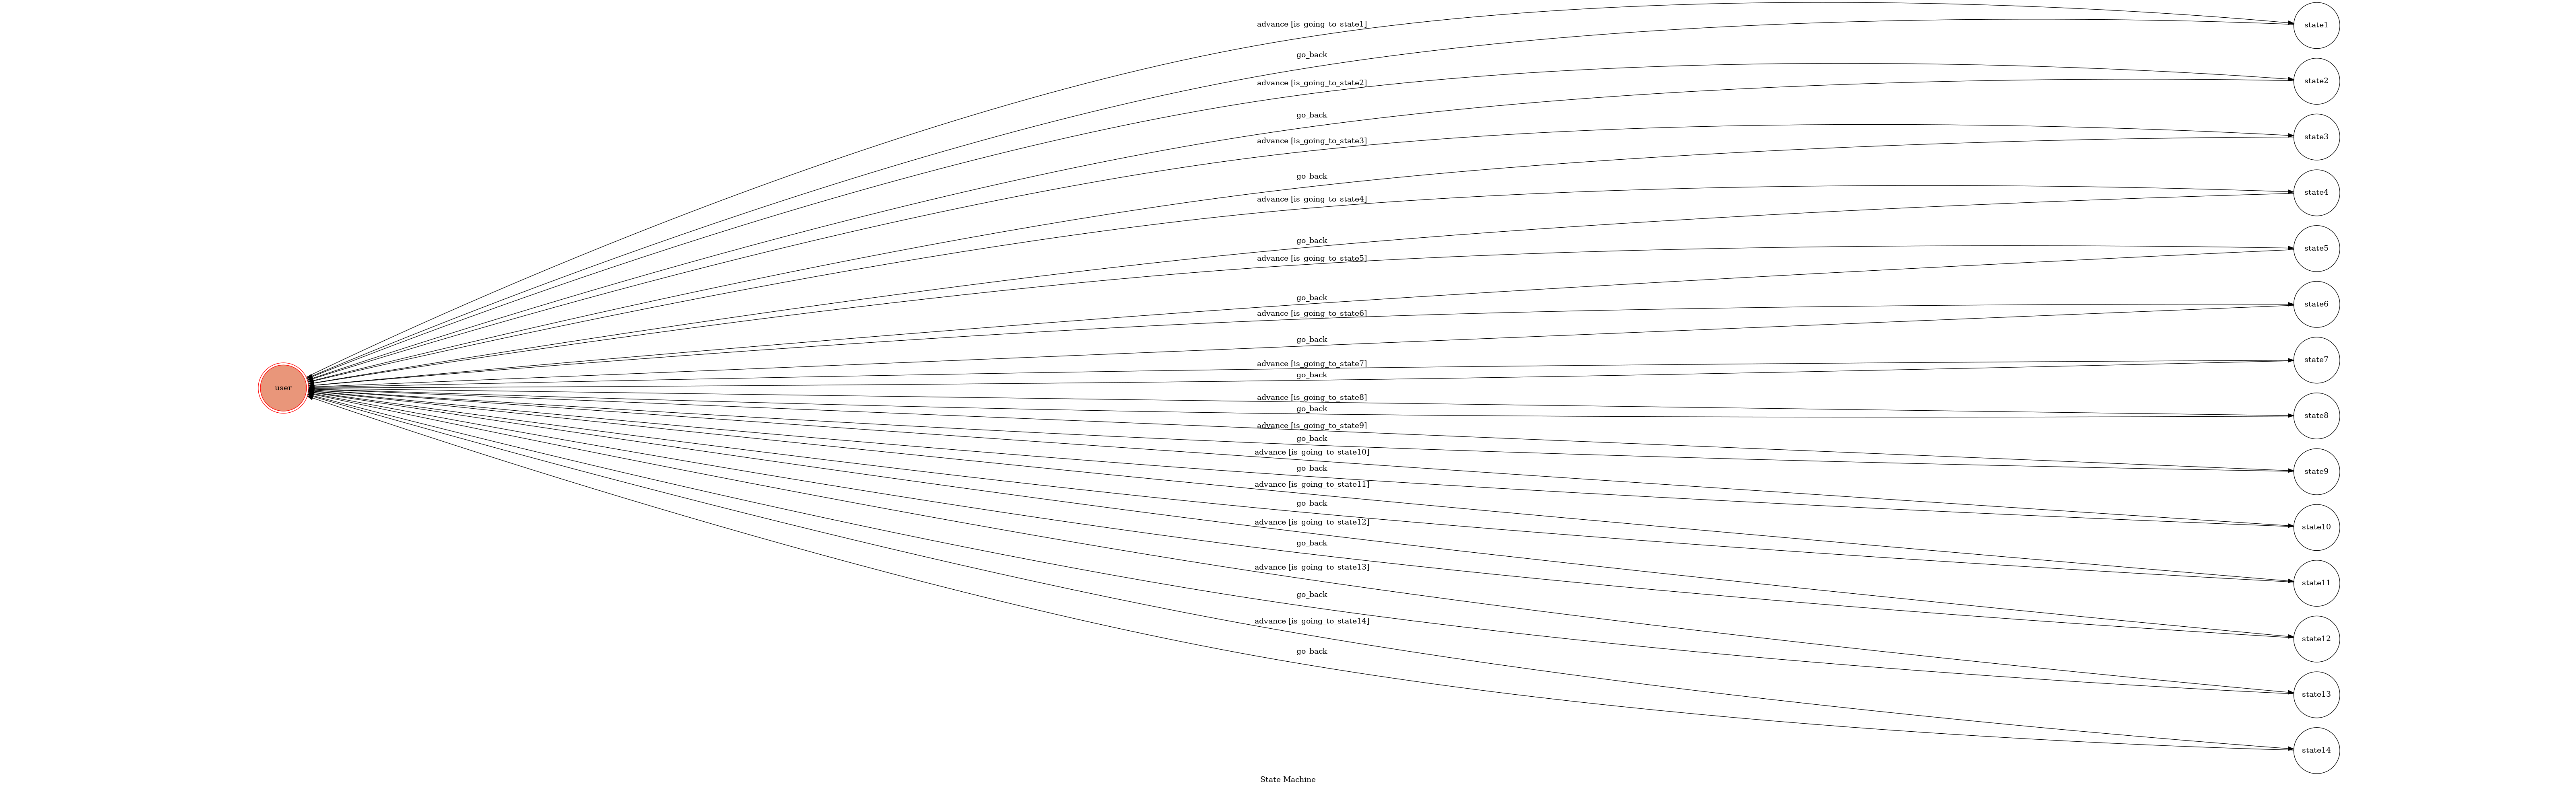 advance [is_going_to_state1]
state1
go_back
state2
advance [is_going_to_state2]
go_back
state3
advance [is_going_to_state3]
go_back
state4
advance [is_going_to_state4]
go_back
state5
advance [is_going_to_state5]
go_back
state6
advance [is_going_to_state6]
go_back
state7
advance [is_going_to_state7]
go_back
user
advance [is_going_to_state8]
go_back
state8
advance [is_going_to_state9]
go_back
advance [is_going_to_state10]
go_back
state9
advance [is_going_to_state11]
go_back
advance [is_going_to_state12]
state10
go_back
advance [is_going_to_state13]
state11
go_back
advance [is_going_to_state14]
state12
go_back
state13
state14
State Machine